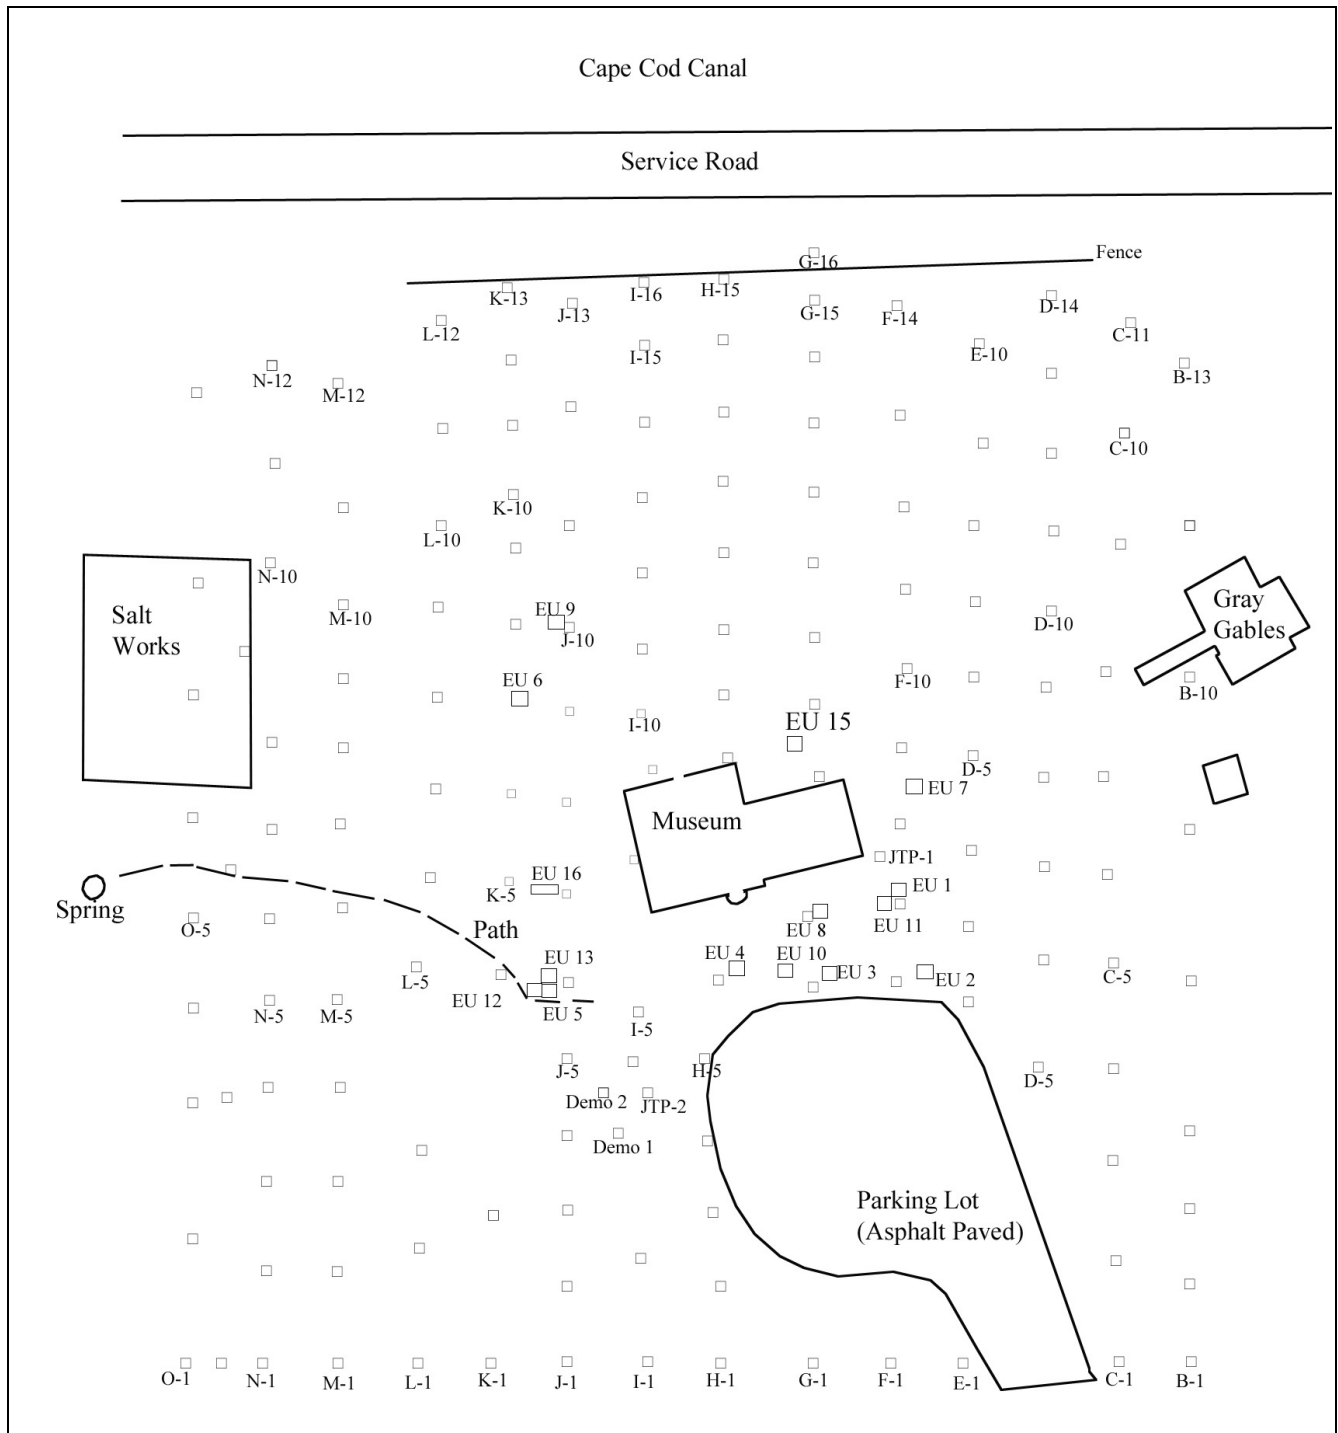 Cape Cod Canal
Service Road
Fence
G-16
K-13
I-16
H-15
D-14
J-13
G-15
F-14
L-12
C-11
I-15
E-10
N-12
M-12
B-13
C-10
K-10
L-10
N-10
Salt
Works
M-10
EU 9
J-10
D-10
Gray
Gables
EU 6
F-10
B-10
I-10
EU 15
D-5
EU 7
Museum
JTP-1
EU 16
K-5
EU 1
Spring
O-5
Path
EU 8
EU 11
EU 4
EU 10
EU 13
EU 3
EU 2
L-5
C-5
EU 12
EU 5
N-5
M-5
I-5
J-5
H-5
D-5
Demo 2
JTP-2
Demo 1
Parking Lot
(Asphalt Paved)
O-1
N-1
M-1
L-1
K-1
J-1
I-1
H-1
G-1
F-1
E-1
C-1
B-1